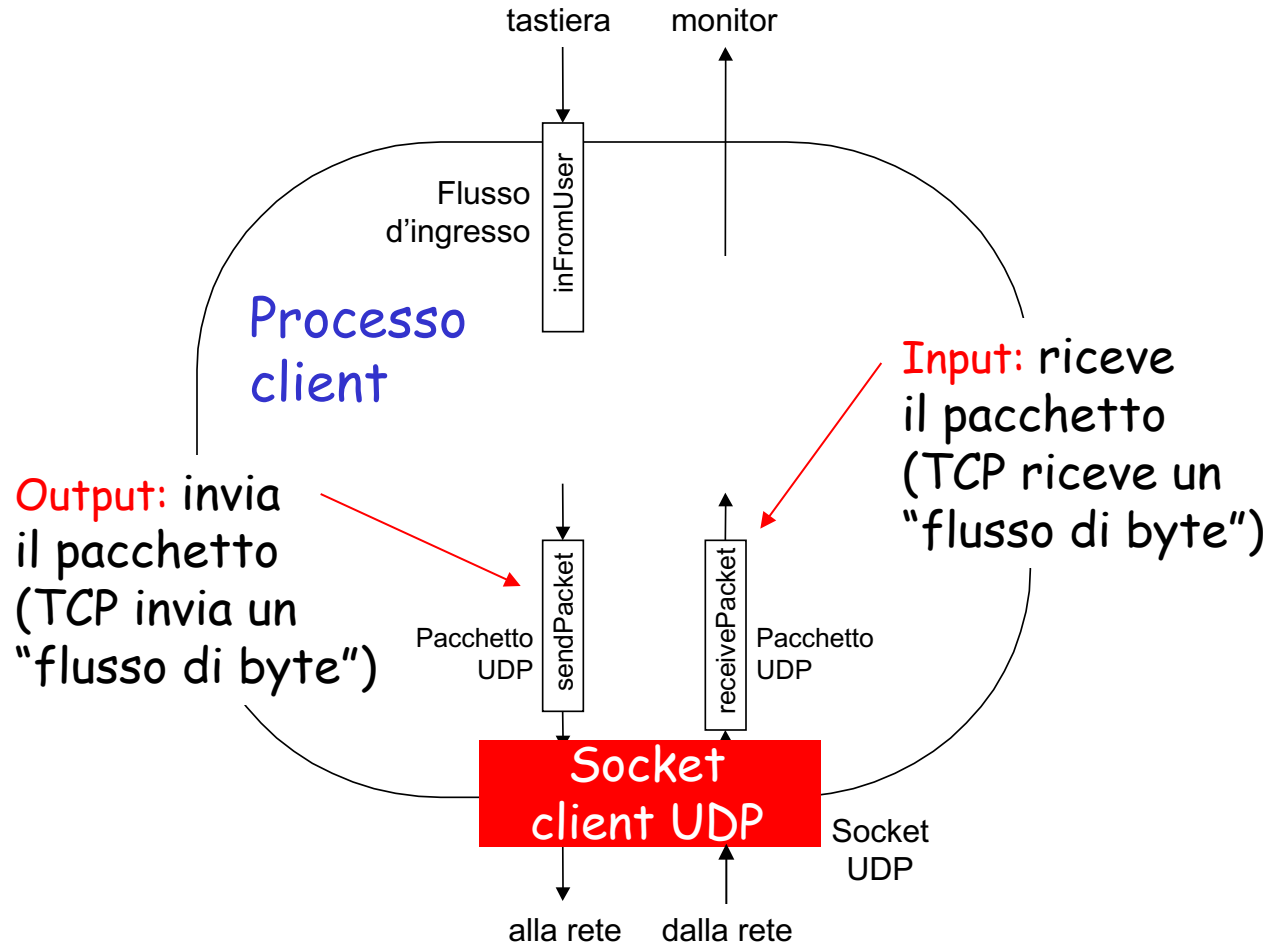 tastiera
monitor
Flusso
d'ingresso
inFromUser
Processo
client
Input: riceve
il pacchetto
(TCP riceve un
“flusso di byte”)
Output: invia
il pacchetto
(TCP invia un
“flusso di byte”)
Pacchetto
UDP
sendPacket
receivePacket
Pacchetto
UDP
Socket
client UDP
Socket
UDP
alla rete
dalla rete